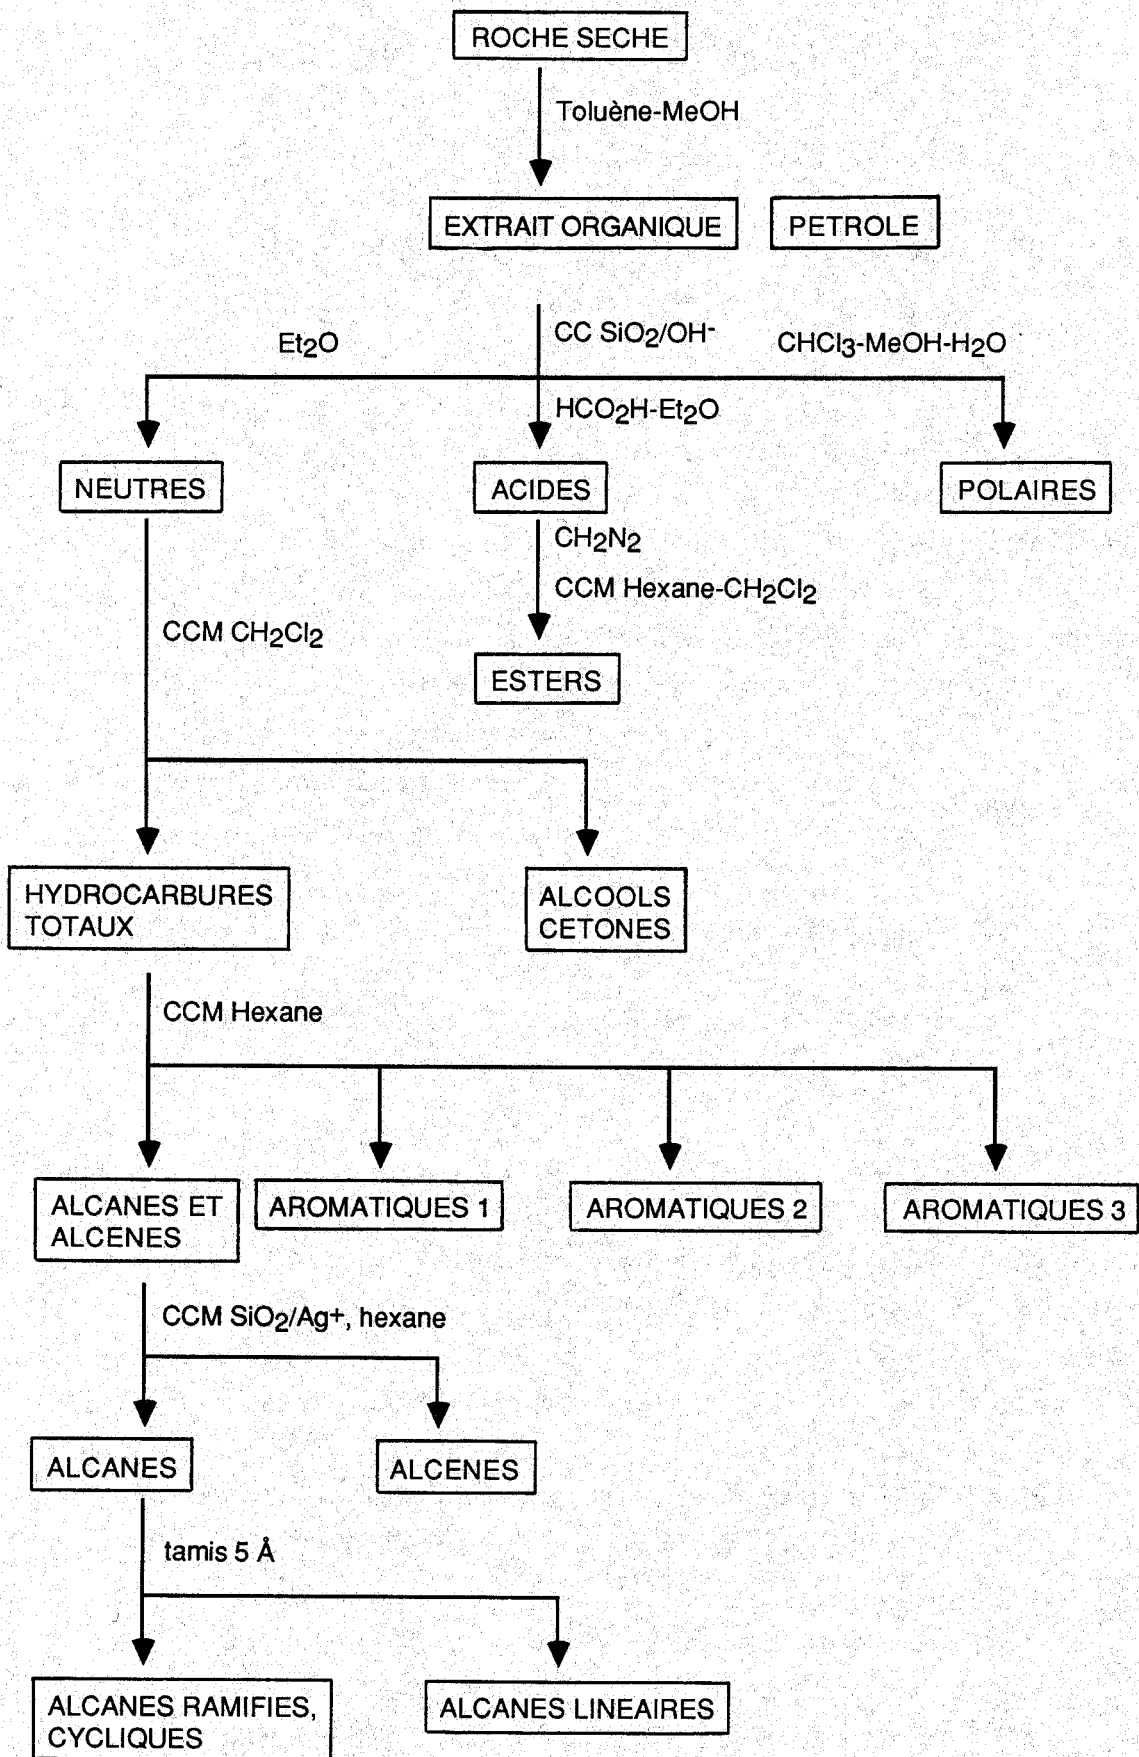 ROCHE SECHE
Toluène-MeOH
EXTRAIT ORGANIQUE
PETROLE
Et2O
CC SiO2/OH-
CHCl3-MeOH-H2O
HCO2H-Et2O
NEUTRES
ACIDES
POLAIRES
CH2N2
CCM Hexane-CH2Cl2
CCM CH2Cl2
ESTERS
HYDROCARBURES
TOTAUX
ALCOOLS
CETONES
CCM Hexane
ALCANES ET
ALCENES
AROMATIQUES 1
AROMATIQUES 2
AROMATIQUES 3
CCM SiO2/Ag+, hexane
ALCANES
ALCENES
tamis 5 Å
ALCANES RAMIFIES,
CYCLIQUES
ALCANES LINEAIRES